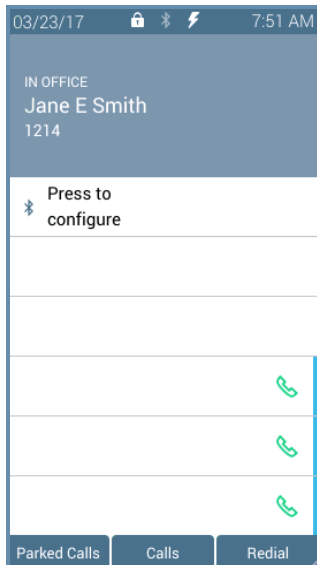 03/23/17 7:51 AM
IN OFFICE
Jane E Smith
1214
Press to
configure
Parked Calls Calls Redial